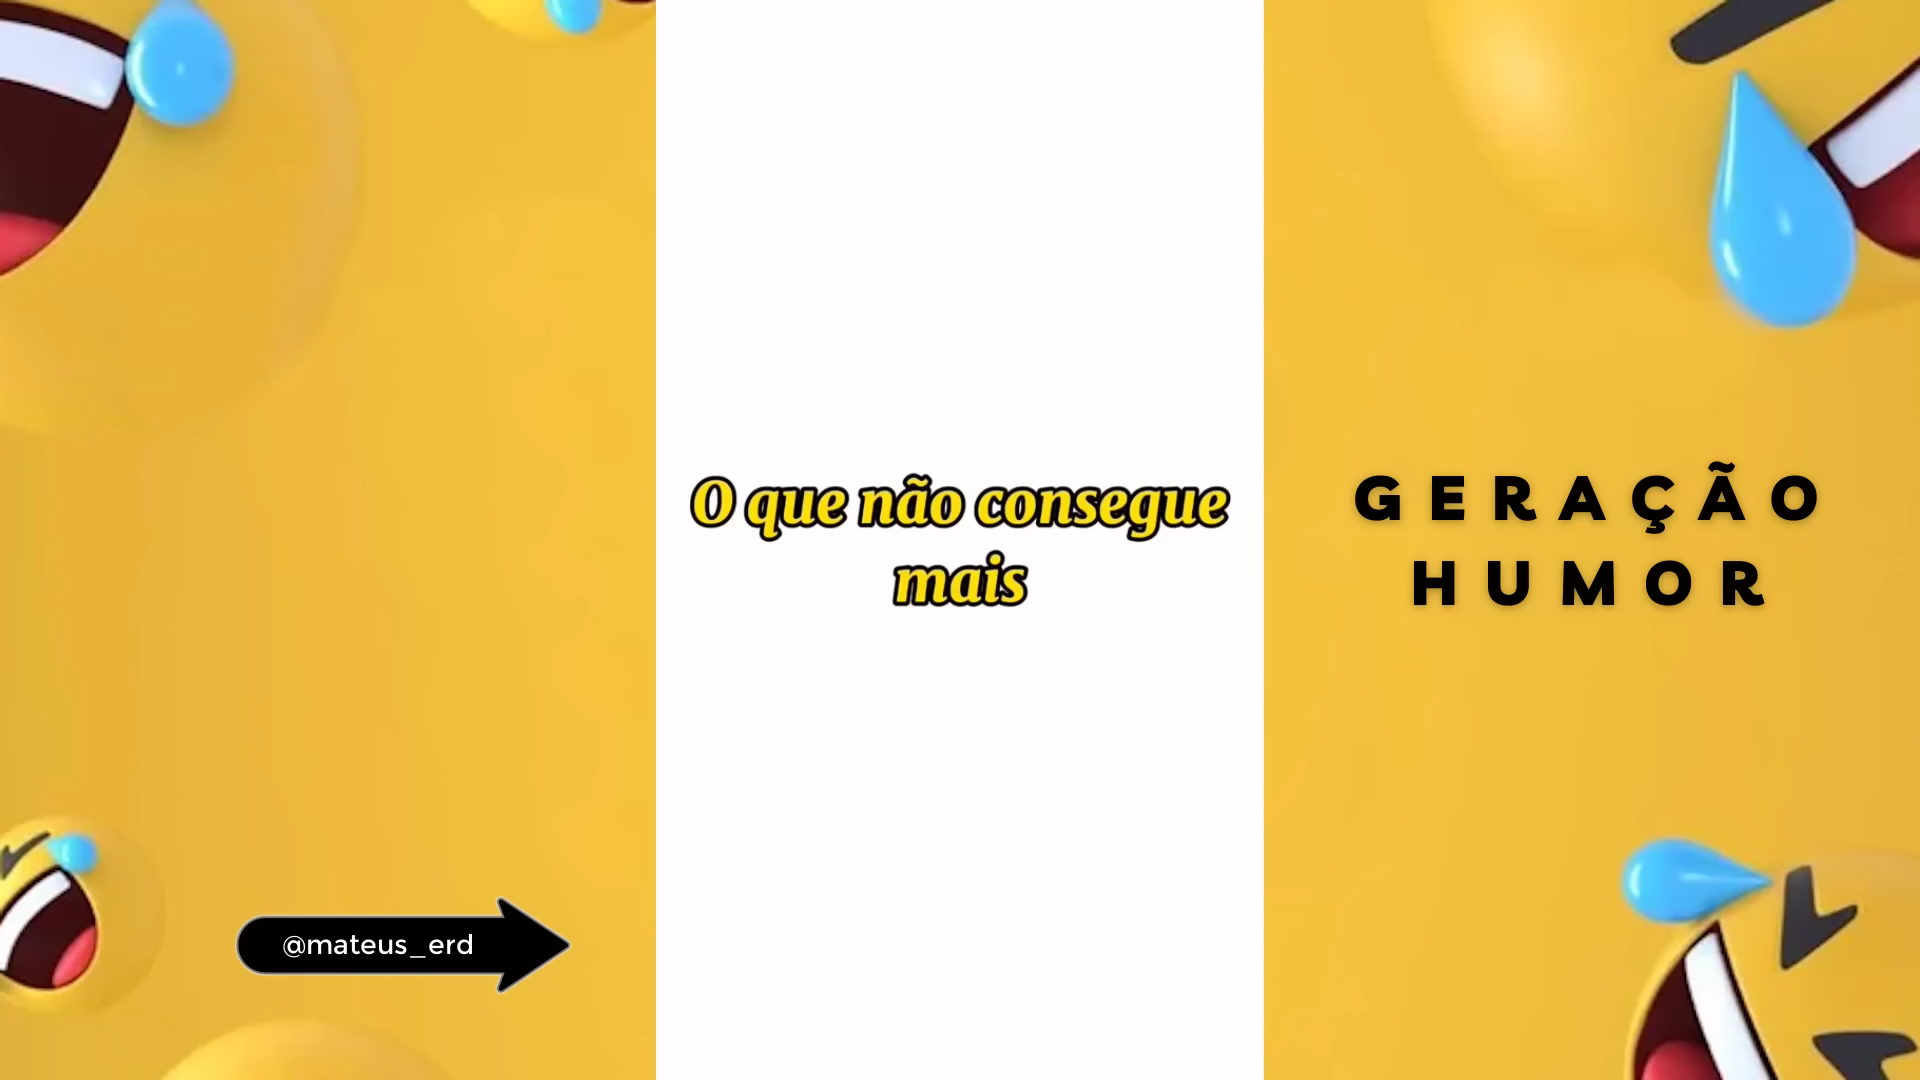 O que não consegue
mais
GERAÇÃO
HUMOR
@mateus_erd